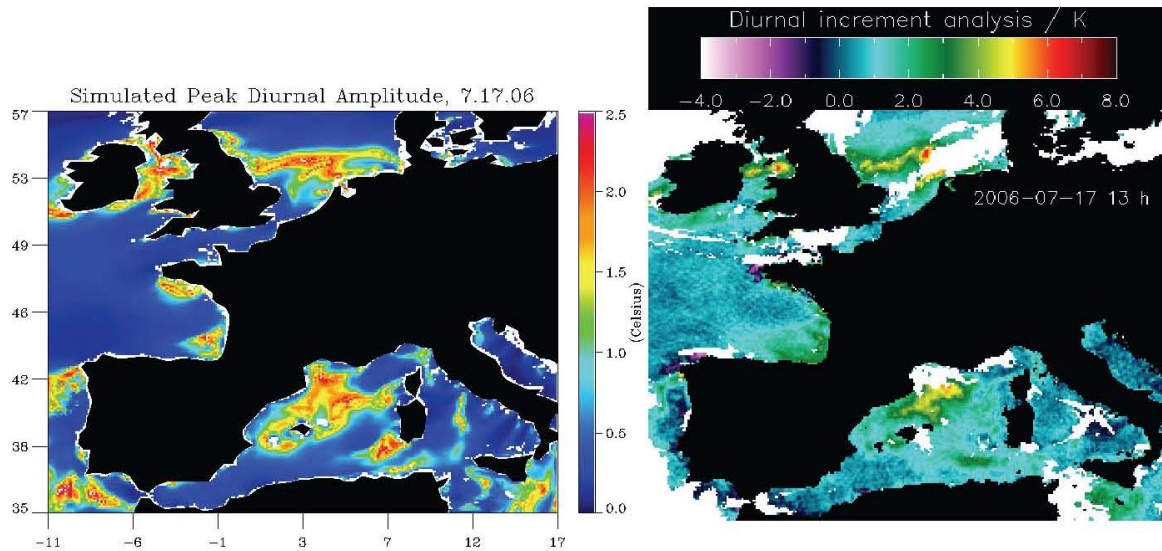 Simulated Peak Diurnal Amplitude, 7.17.06
57
53
49
46
42
38
35
-11 -6 -1 3 7 12 17
2.5
2.0
1.5
1.0
0.5
0.0
(Celsius)
Diurnal increment analysis / K
-4.0 -2.0 0.0 2.0 4.0 6.0 8.0
2006-07-17 13 h